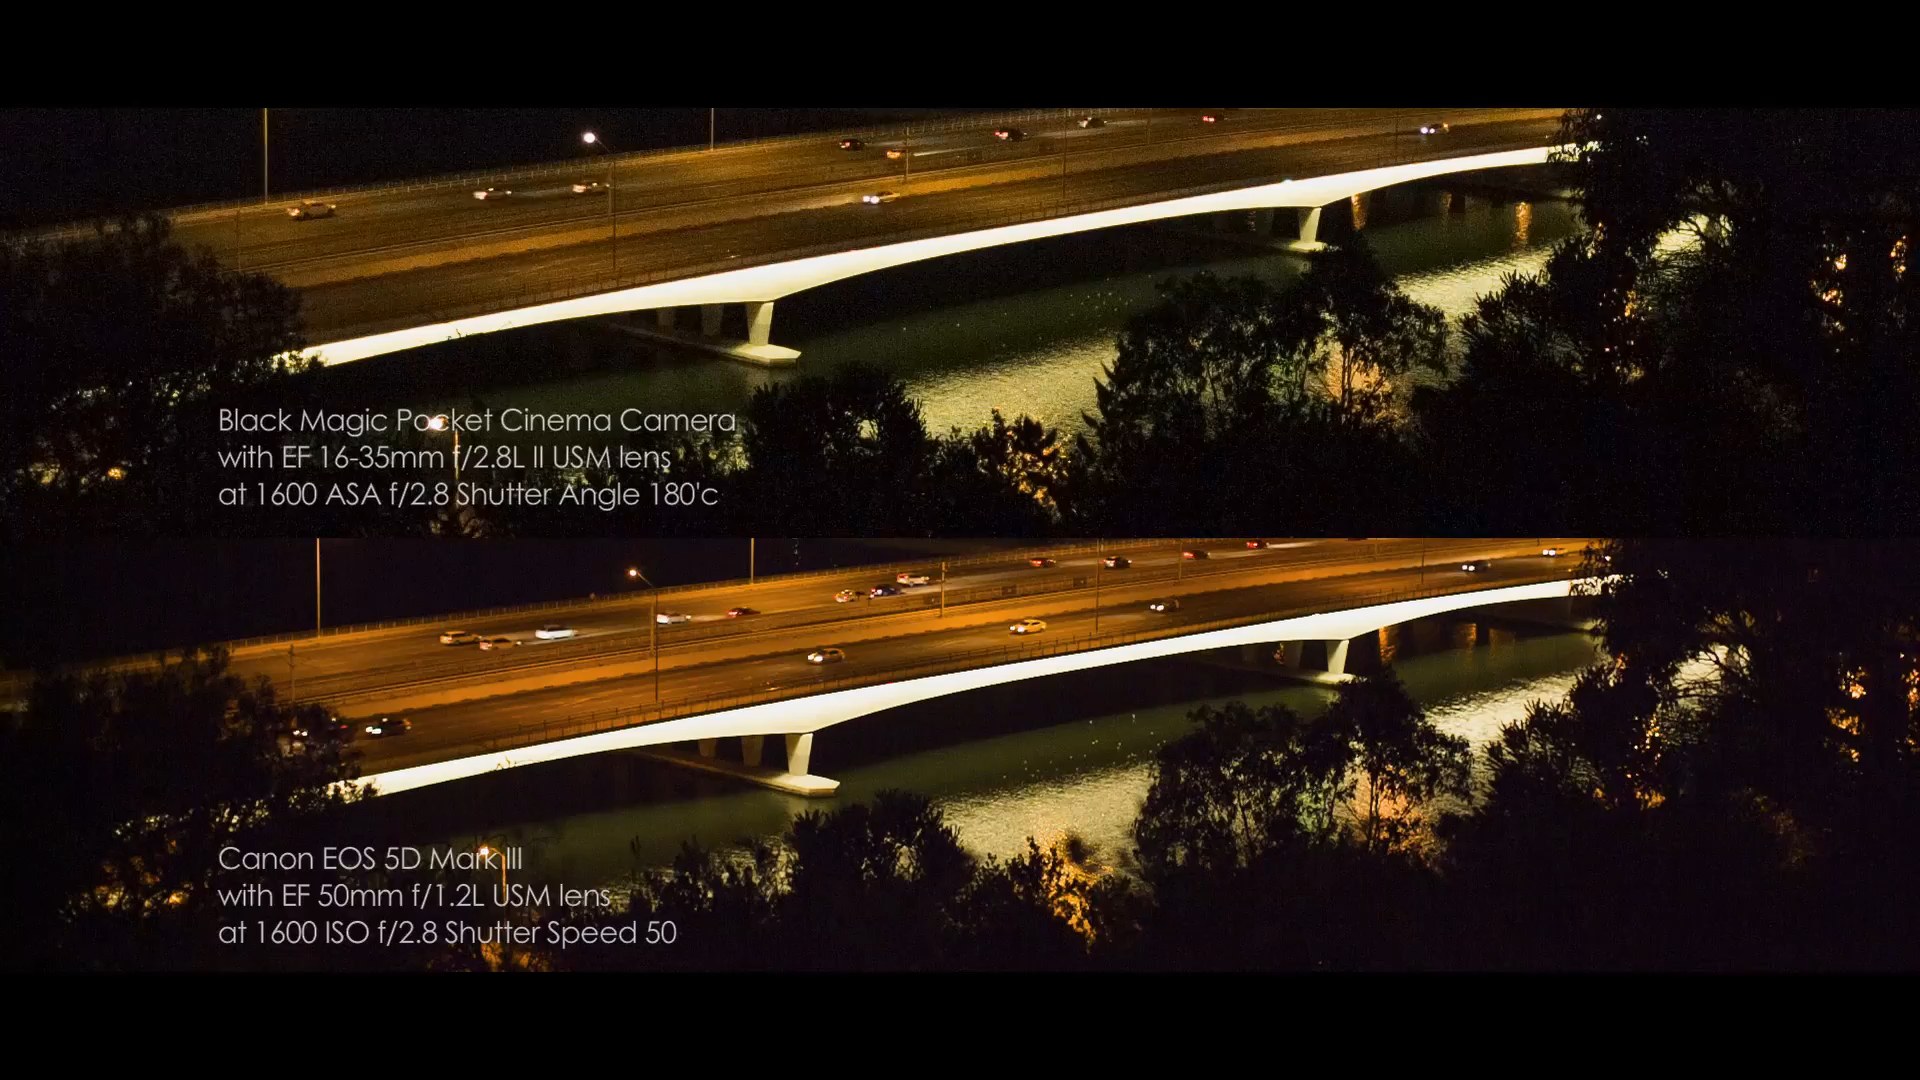 Black Magic Pocket Cinema Camera
with EF 16-35mm f/2.8L II USM lens
at 1600 ASA f/2.8 Shutter Angle 180'c
Canon EOS 5D Mark III
with EF 50mm f/1.2L USM lens
at 1600 ISO f/2.8 Shutter Speed 50